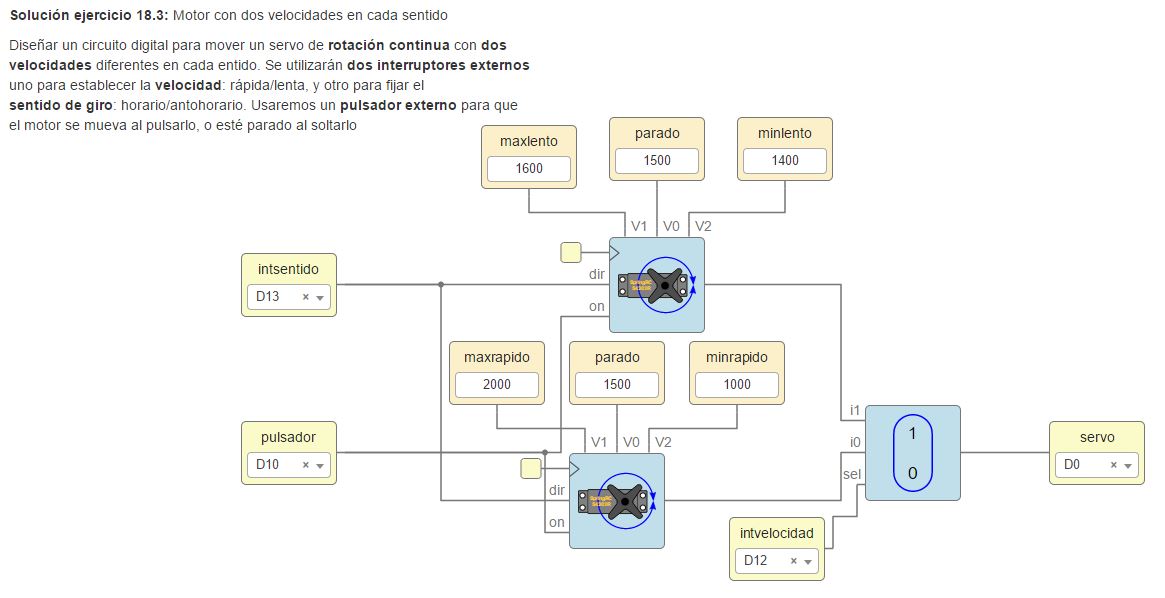 Solución ejercicio 18.3: Motor con dos velocidades en cada sentido
Diseñar un circuito digital para mover un servo de rotación continua con dos
velocidades diferentes en cada entido. Se utilizarán dos interruptores externos
uno para establecer la velocidad: rápida/lenta, y otro para fijar el
sentido de giro: horario/antohorario. Usaremos un pulsador externo para que
el motor se mueva al pulsarlo, o esté parado al soltarlo
maxlento
1600
parado
1500
minlento
1400
V1 V0 V2
intsentido
D13 ×
dir
on
maxrapido
2000
parado
1500
minrapido
1000
V1 V0 V2
pulsador
D10 ×
dir
on
i1
i0
sel
1
0
servo
D0 ×
intvelocidad
D12 ×